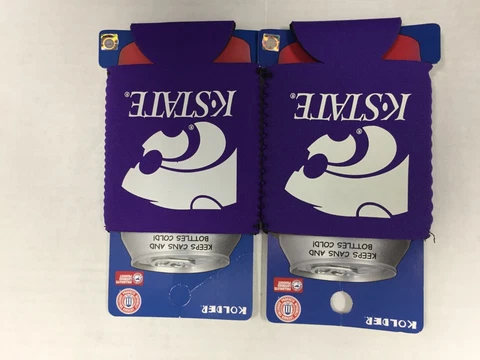 K·STATE®
®
KEEPS CANS AND
BOTTLES COLD!
KOLDER
K·STATE®
®
KEEPS CANS AND
BOTTLES COLD!
KOLDER